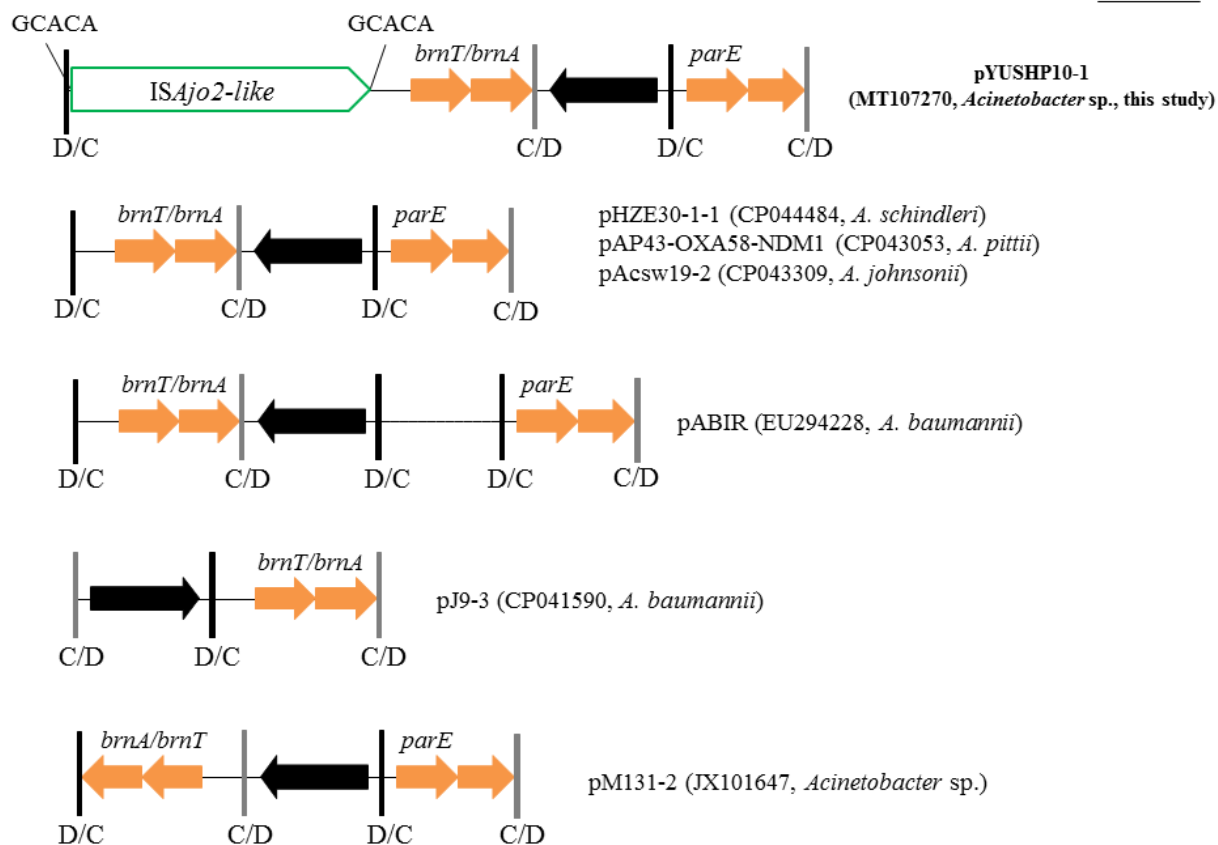 GCACA GCACA
brnT/brnA parE
ISAjo2-like
pYUSHP10-1
(MT107270, Acinetobacter sp., this study)
D/C C/D D/C C/D
brnT/brnA parE
pHZE30-1-1 (CP044484, A. schindleri)
pAP43-OXA58-NDM1 (CP043053, A. pittii)
pAcsw19-2 (CP043309, A. johnsonii)
D/C C/D D/C C/D
brnT/brnA parE
pABIR (EU294228, A. baumannii)
D/C C/D D/C D/C C/D
brnT/brnA
pJ9-3 (CP041590, A. baumannii)
C/D D/C C/D
brnA/brnT parE
pM131-2 (JX101647, Acinetobacter sp.)
D/C C/D D/C C/D